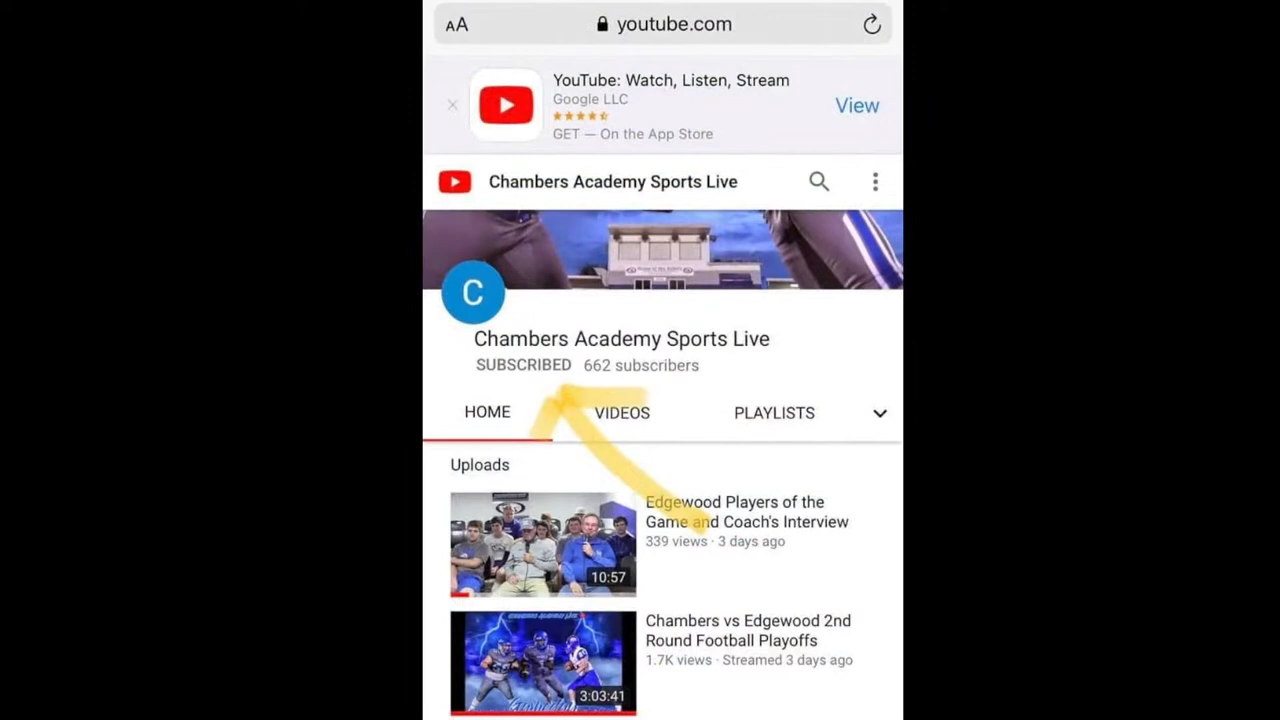 AA youtube.com
YouTube: Watch, Listen, Stream
Google LLC
GET — On the App Store
View
Chambers Academy Sports Live
C
Chambers Academy Sports Live
SUBSCRIBED 662 subscribers
HOME VIDEOS PLAYLISTS
Uploads
Edgewood Players of the
Game and Coach's Interview
339 views · 3 days ago
10:57
Chambers vs Edgewood 2nd
Round Football Playoffs
1.7K views · Streamed 3 days ago
3:03:41